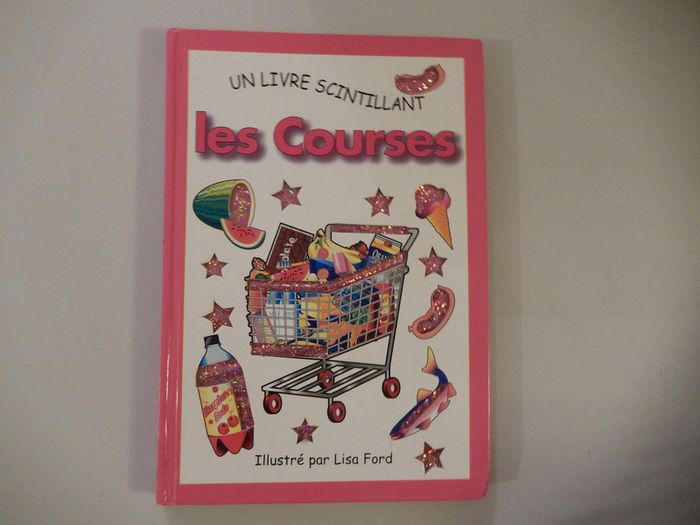 UN LIVRE SCINTILLANT
les Courses
Illustré par Lisa Ford